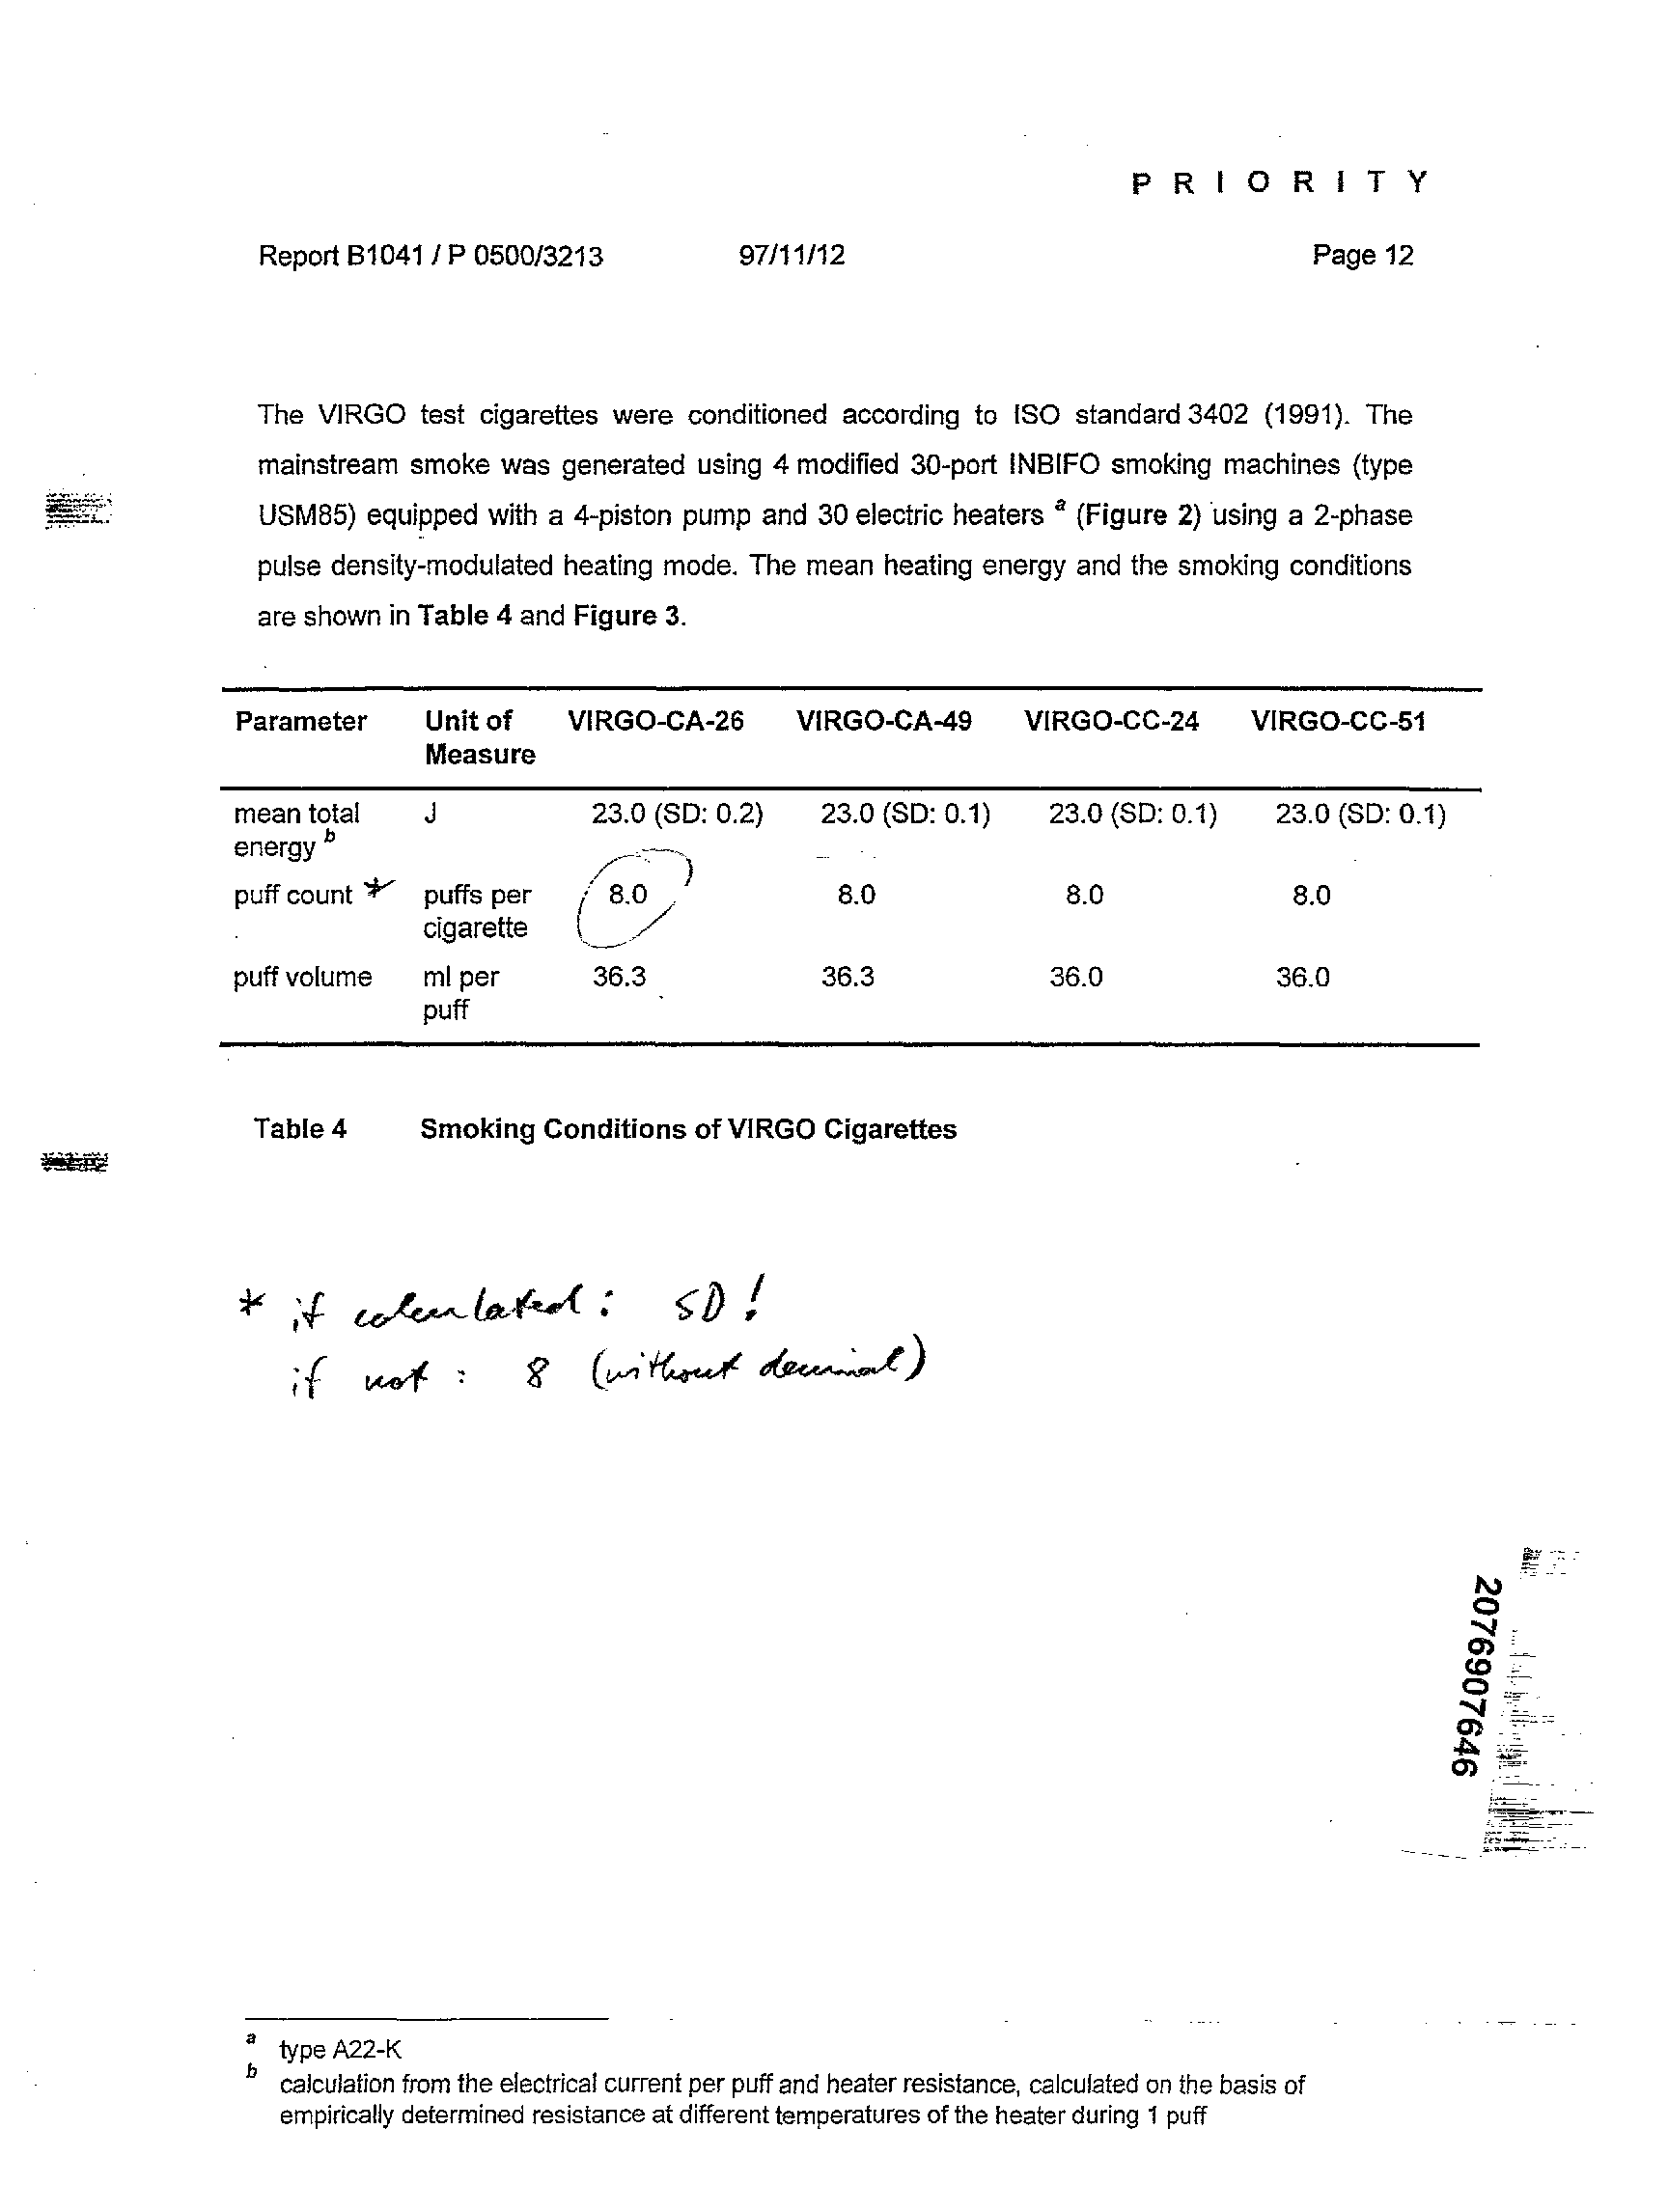 PRIORITY
Report B1041 / P 0500/3213 97/11/12 Page 12
The VIRGO test cigarettes were conditioned according to ISO standard 3402 (1991). The
mainstream smoke was generated using 4 modified 30-port INBIFO smoking machines (type
USM85) equipped with a 4-piston pump and 30 electric heaters a (Figure 2) using a 2-phase
pulse density-modulated heating mode. The mean heating energy and the smoking conditions
are shown in Table 4 and Figure 3.
Parameter Unit of VIRGO-CA-26 VIRGO-CA-49 VIRGO-CC-24 VIRGO-CC-51
Measure
mean total J 23.0 (SD: 0.2) 23.0 (SD: 0.1) 23.0 (SD: 0.1) 23.0 (SD: 0.1)
energy b
puff count * puffs per 8.0 8.0 8.0 8.0
cigarette
puff volume ml per 36.3 36.3 36.0 36.0
puff
Table 4 Smoking Conditions of VIRGO Cigarettes
* if calculated : SD !
if not : 8 (without decimal)
2076907646
a type A22-K
b calculation from the electrical current per puff and heater resistance, calculated on the basis of
empirically determined resistance at different temperatures of the heater during 1 puff